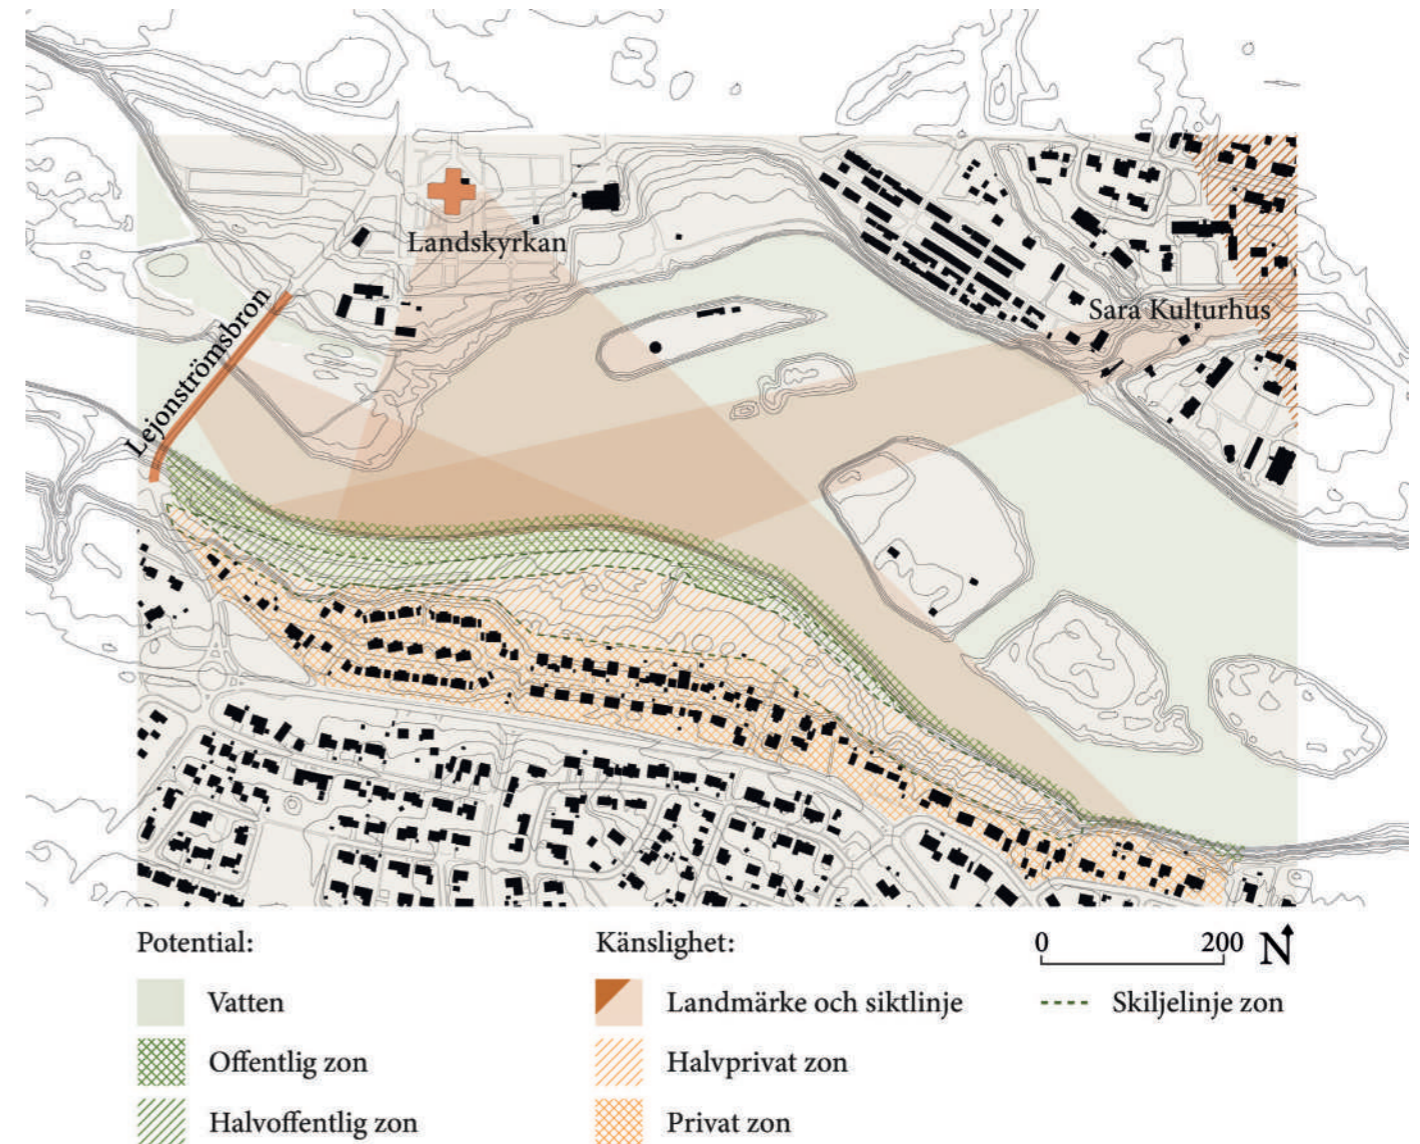 Landskyrkan
Sara Kulturhus
Lejonströmsbron
Potential:
Vatten
Offentlig zon
Halvoffentlig zon
Känslighet:
Landmärke och siktlinje
Halvprivat zon
Privat zon
0 200 N
Skiljelinje zon